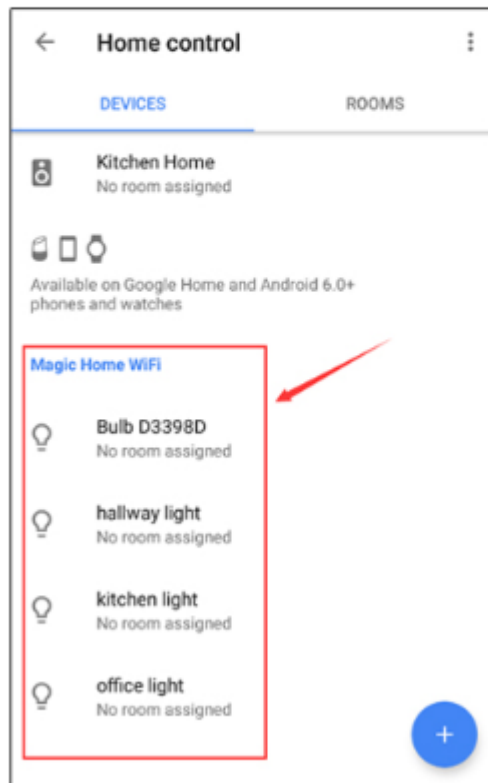 Home control
DEVICES
ROOMS
Kitchen Home
No room assigned
Available on Google Home and Android 6.0+
phones and watches
Magic Home WiFi
Bulb D3398D
No room assigned
hallway light
No room assigned
kitchen light
No room assigned
office light
No room assigned